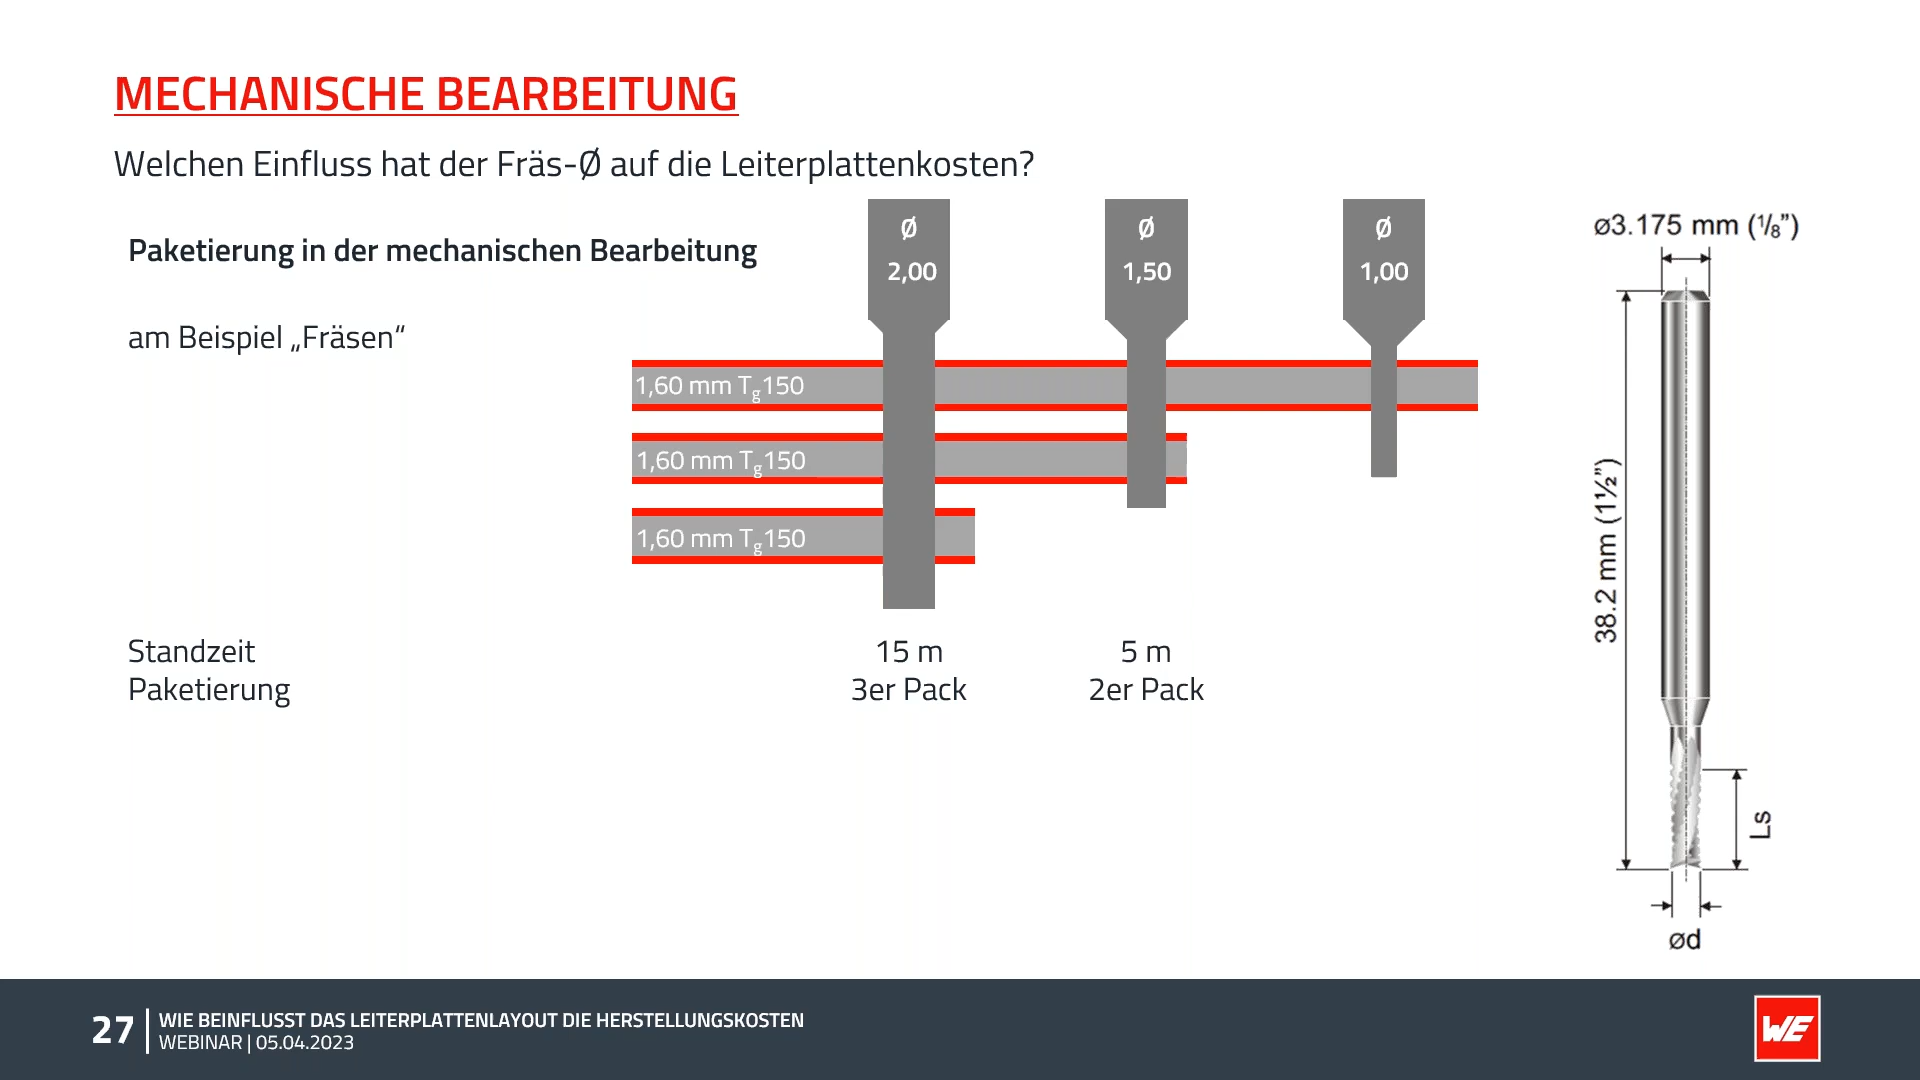 MECHANISCHE BEARBEITUNG
Welchen Einfluss hat der Fräs-Ø auf die Leiterplattenkosten?
Paketierung in der mechanischen Bearbeitung
am Beispiel „Fräsen“
Ø
2,00
Ø
1,50
Ø
1,00
1,60 mm Tg150
1,60 mm Tg150
1,60 mm Tg150
Standzeit
Paketierung
15 m
3er Pack
5 m
2er Pack
ø3.175 mm (1/8”)
38.2 mm (1½”)
Ls
ød
27
WIE BEINFLUSST DAS LEITERPLATTENLAYOUT DIE HERSTELLUNGSKOSTEN
WEBINAR | 05.04.2023
WE